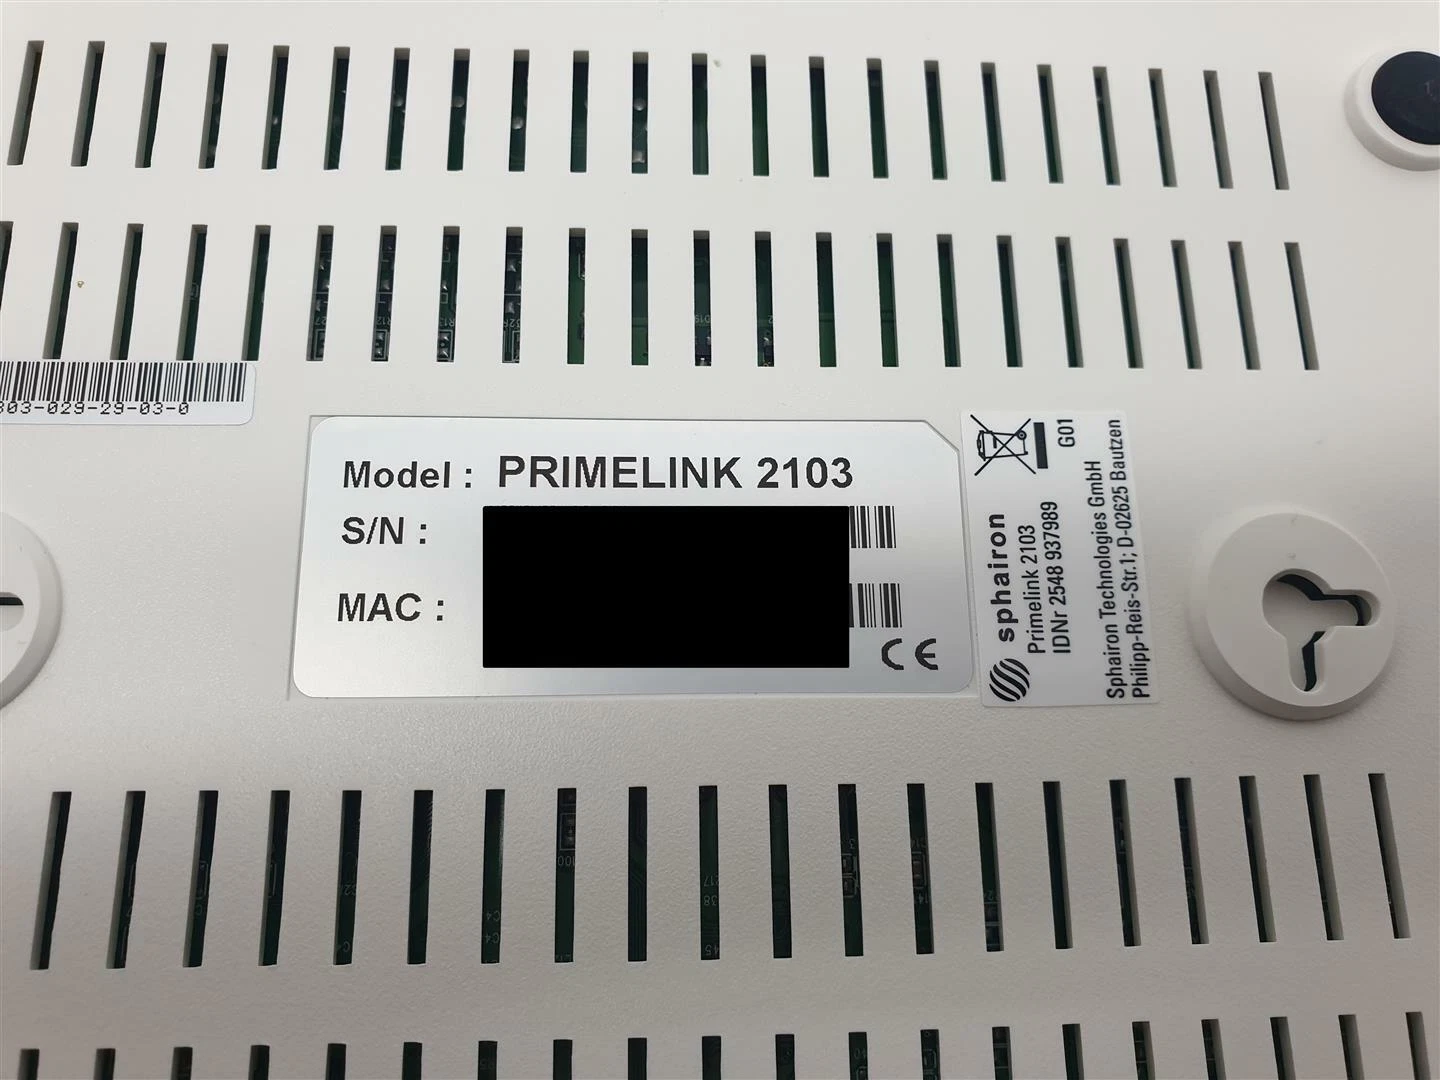 303-029-29-03-0
Model : PRIMELINK 2103
S/N :
MAC :
CE
G01
sphairon
Primelink 2103
IDNr 2548 937989
Sphairon Technologies GmbH
Philipp-Reis-Str.1; D-02625 Bautzen